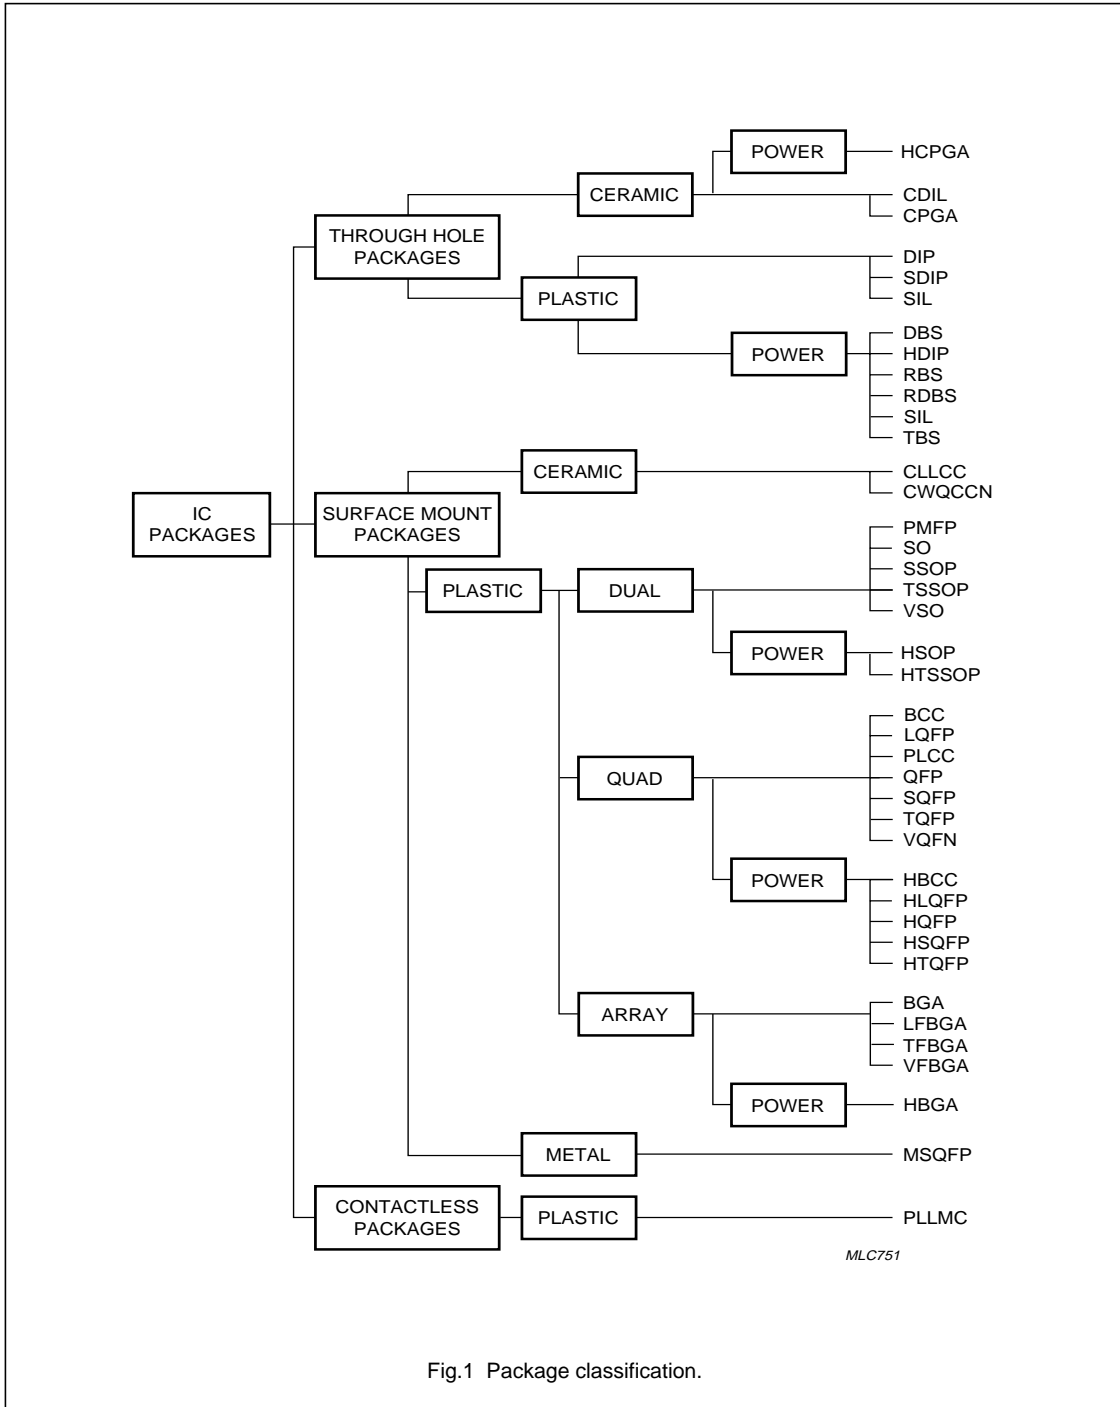 POWER
HCPGA
CERAMIC
CDIL
CPGA
THROUGH HOLE
PACKAGES
DIP
SDIP
SIL
PLASTIC
DBS
HDIP
RBS
RDBS
SIL
TBS
POWER
CERAMIC
CLLCC
CWQCCN
IC
PACKAGES
SURFACE MOUNT
PACKAGES
PMFP
SO
SSOP
TSSOP
VSO
PLASTIC
DUAL
POWER
HSOP
HTSSOP
BCC
LQFP
PLCC
QFP
SQFP
TQFP
VQFN
QUAD
POWER
HBCC
HLQFP
HQFP
HSQFP
HTQFP
ARRAY
BGA
LFBGA
TFBGA
VFBGA
POWER
HBGA
METAL
MSQFP
CONTACTLESS
PACKAGES
PLASTIC
PLLMC
MLC751
Fig.1 Package classification.